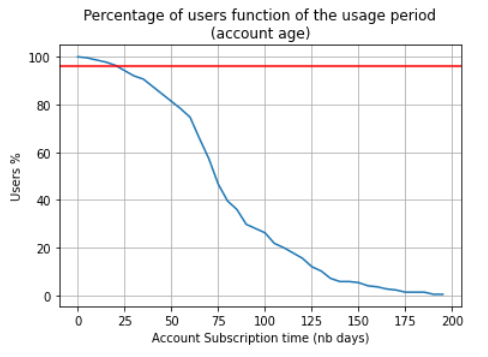 Percentage of users function of the usage period
(account age)
100
80
60
40
20
0
Users %
0 25 50 75 100 125 150 175 200
Account Subscription time (nb days)